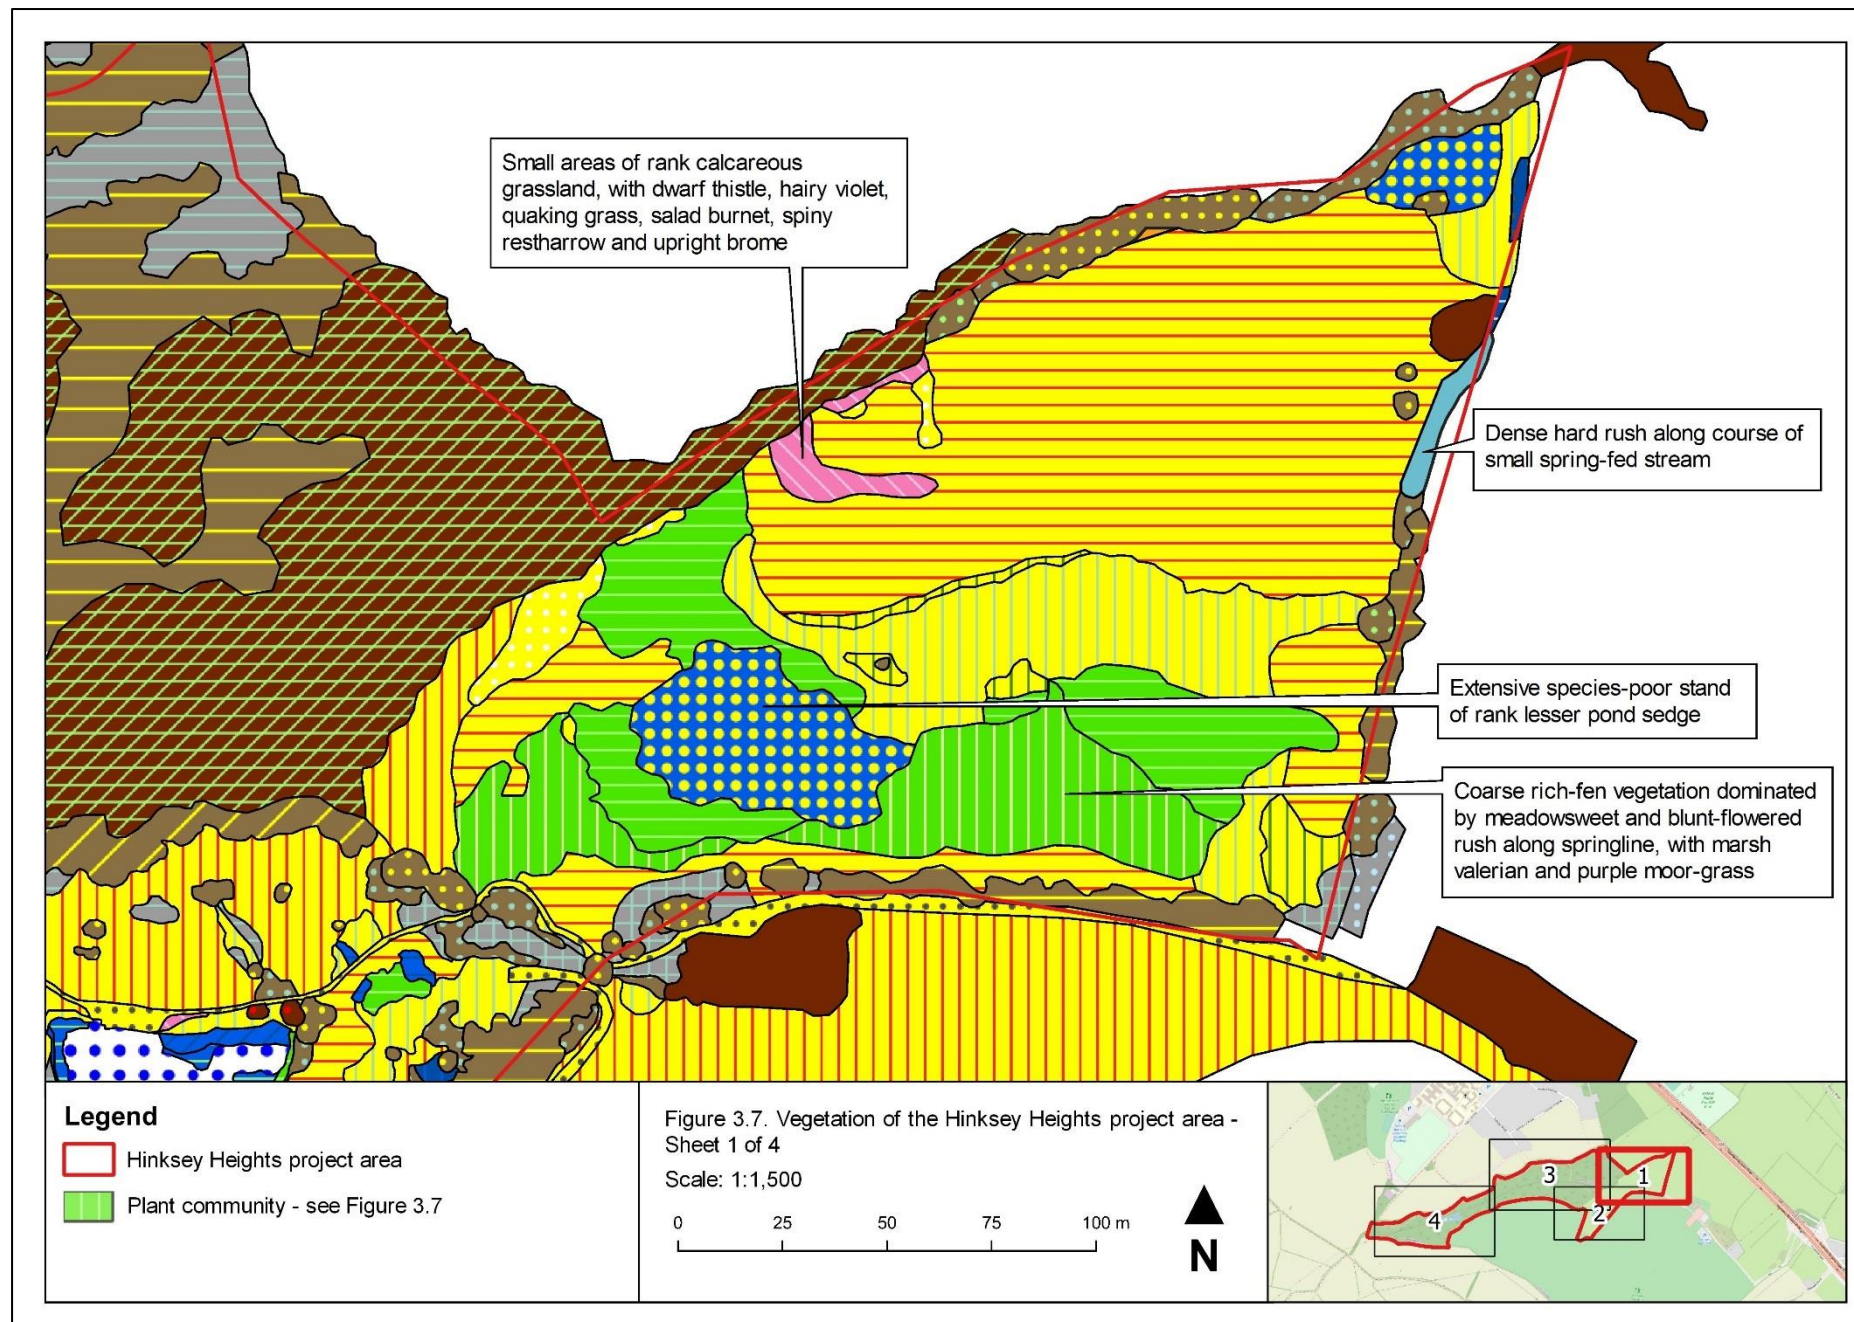 Small areas of rank calcareous
grassland, with dwarf thistle, hairy violet,
quaking grass, salad burnet, spiny
restharrow and upright brome
Dense hard rush along course of
small spring-fed stream
Extensive species-poor stand
of rank lesser pond sedge
Coarse rich-fen vegetation dominated
by meadowsweet and blunt-flowered
rush along springline, with marsh
valerian and purple moor-grass
Legend
Hinksey Heights project area
Plant community - see Figure 3.7
Figure 3.7. Vegetation of the Hinksey Heights project area -
Sheet 1 of 4
Scale: 1:1,500
0 25 50 75 100 m
N
3
1
2
4